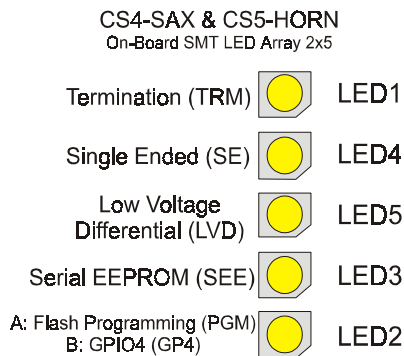 CS4-SAX & CS5-HORN
On-Board SMT LED Array 2x5
Termination (TRM) LED1
Single Ended (SE) LED4
Low Voltage
Differential (LVD) LED5
Serial EEPROM (SEE) LED3
A: Flash Programming (PGM)
B: GPIO4 (GP4) LED2